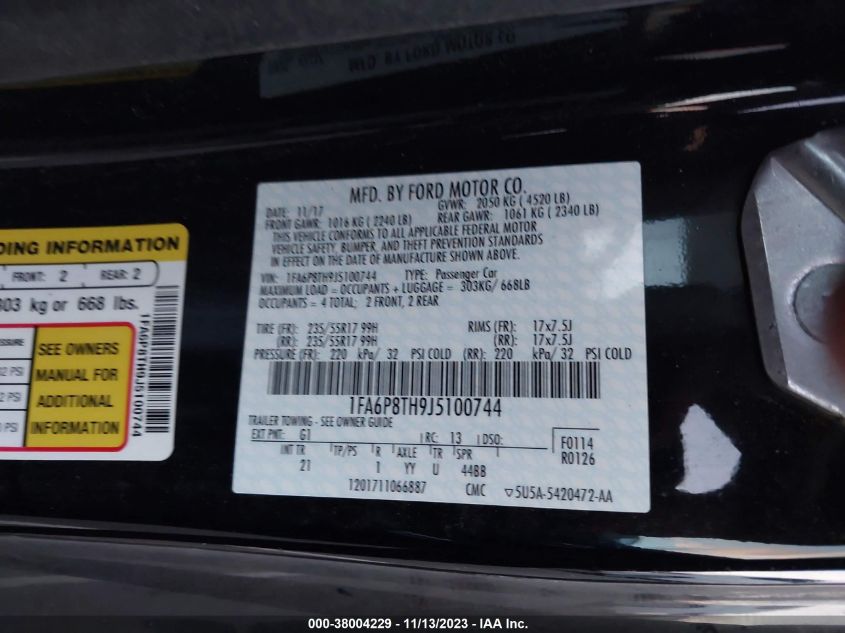 MFD. BY FORD MOTOR CO.
DATE: 11/17 GVWR: 2050 KG ( 4520 LB)
FRONT GAWR: 1016 KG ( 2240 LB) REAR GAWR: 1061 KG ( 2340 LB)
THIS VEHICLE CONFORMS TO ALL APPLICABLE FEDERAL MOTOR
VEHICLE SAFETY, BUMPER, AND THEFT PREVENTION STANDARDS
IN EFFECT ON THE DATE OF MANUFACTURE SHOWN ABOVE.
VIN: 1FA6P8TH9J5100744 TYPE: Passenger Car
MAXIMUM LOAD = OCCUPANTS + LUGGAGE = 303KG/ 668LB
OCCUPANTS = 4 TOTAL; 2 FRONT, 2 REAR
TIRE (FR): 235/55R17 99H RIMS (FR): 17x7.5J
(RR): 235/55R17 99H (RR): 17x7.5J
PRESSURE (FR): 220 kPa/ 32 PSI COLD (RR): 220 kPa/ 32 PSI COLD
1FA6P8TH9J5100744
TRAILER TOWING - SEE OWNER GUIDE
EXT PNT: G1 RC: 13 DSO: F0114
R0126
INT TR TP/PS R AXLE TR SPR
21 1 YY U 44BB
1201711066887 CMC ▽5U5A-5420472-AA
DING INFORMATION
FRONT: 2 REAR: 2
303 kg or 668 lbs.
SEE OWNERS
MANUAL FOR
ADDITIONAL
INFORMATION
1FA6P8TH9J5100744
000-38004229 - 11/13/2023 - IAA Inc.